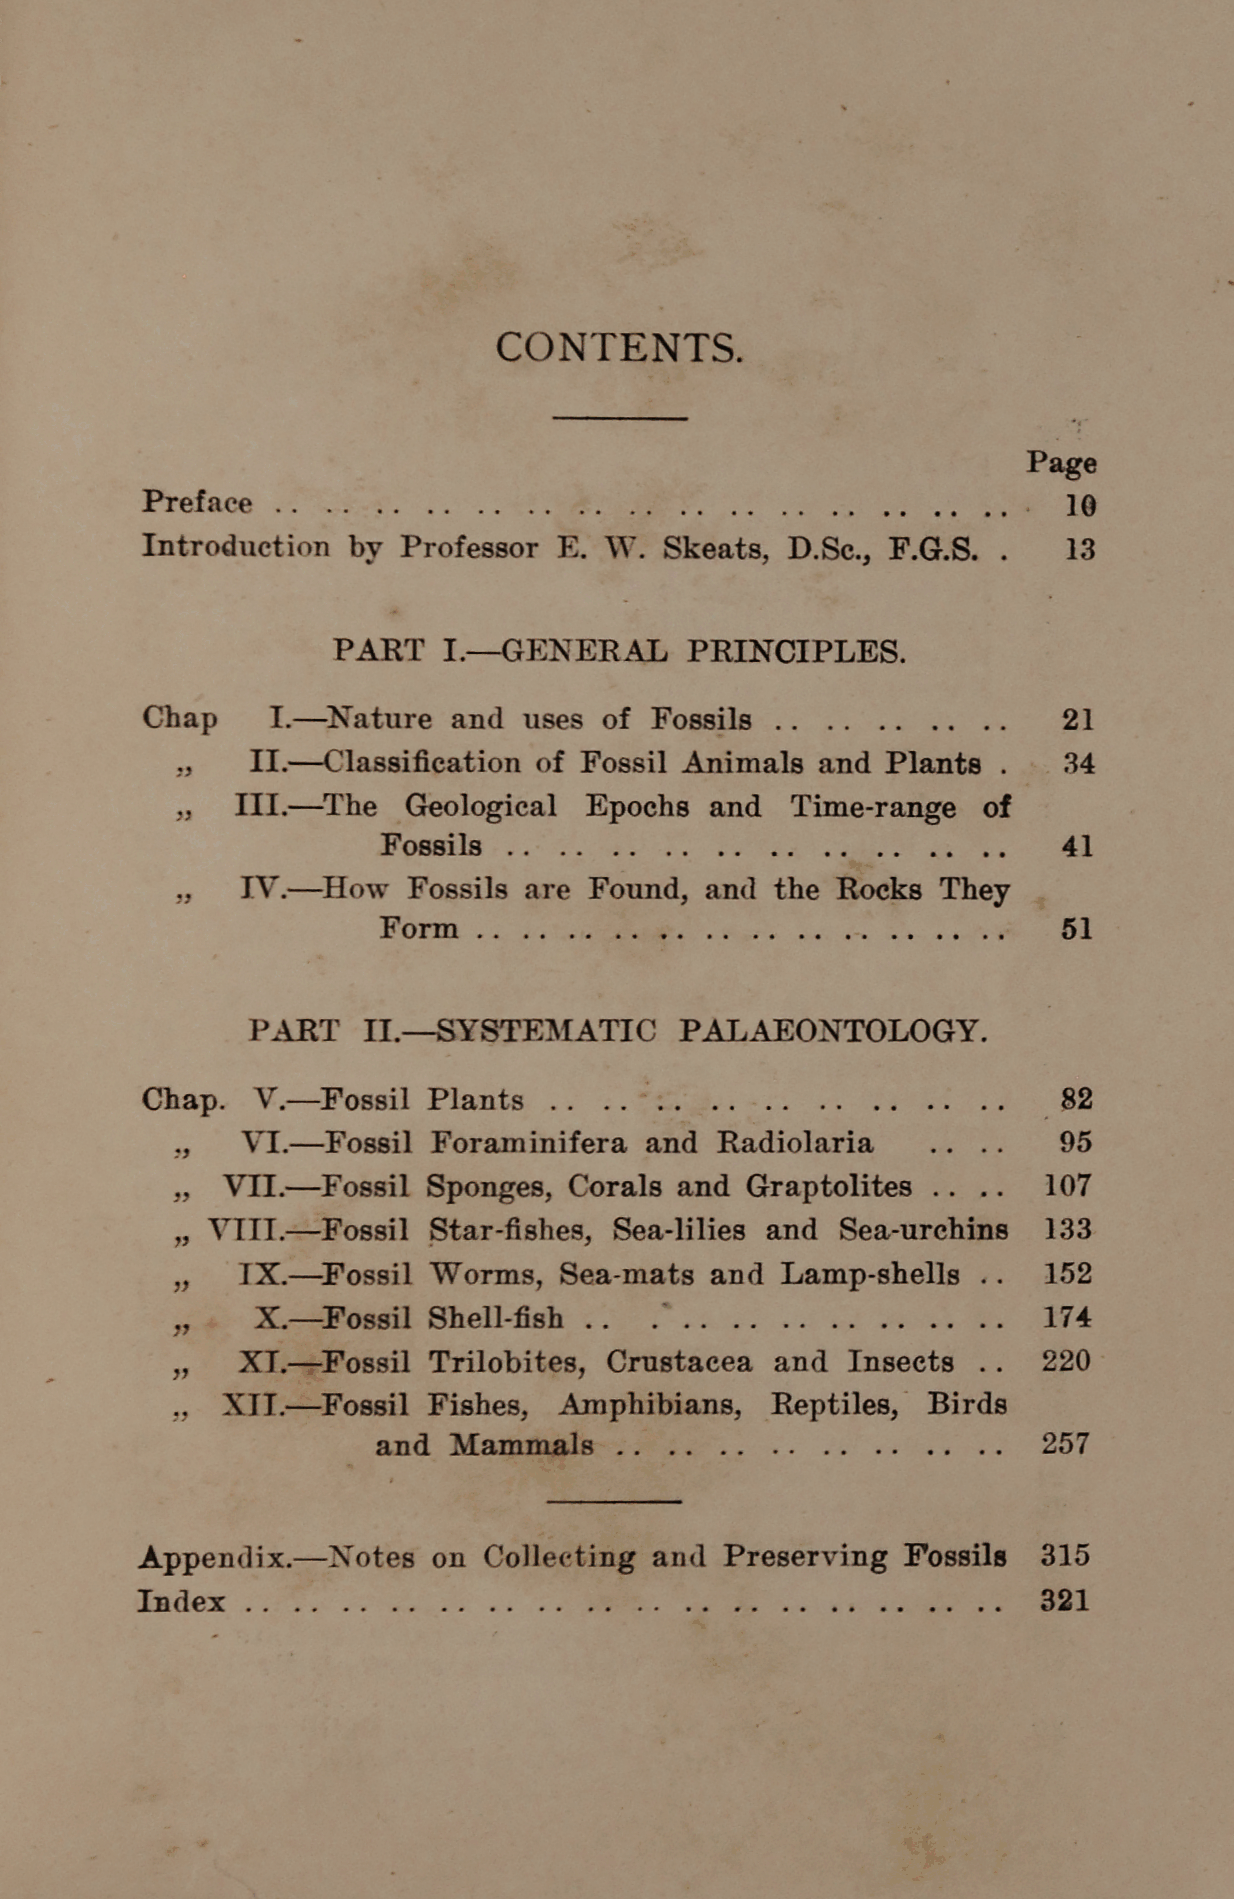 CONTENTS.
Page
Preface .. .. .. .. .. .. .. .. .. .. .. .. .. .. .. . 10
Introduction by Professor E. W. Skeats, D.Sc., F.G.S. . 13
PART I.—GENERAL PRINCIPLES.
Chap I.—Nature and uses of Fossils .. .. .. .. .. 21
„ II.—Classification of Fossil Animals and Plants . 34
„ III.—The Geological Epochs and Time-range of
Fossils .. .. .. .. .. .. .. .. .. .. 41
„ IV.—How Fossils are Found, and the Rocks They
Form .. .. .. .. .. .. .. .. .. .. .. .. 51
PART II.—SYSTEMATIC PALAEONTOLOGY.
Chap. V.—Fossil Plants .. .. .. .. .. .. .. .. .. 82
„ VI.—Fossil Foraminifera and Radiolaria .. .. 95
„ VII.—Fossil Sponges, Corals and Graptolites .. .. 107
„ VIII.—Fossil Star-fishes, Sea-lilies and Sea-urchins 133
„ IX.—Fossil Worms, Sea-mats and Lamp-shells .. 152
„ X.—Fossil Shell-fish .. . .. .. .. .. .. .. .. 174
„ XI.—Fossil Trilobites, Crustacea and Insects .. 220
„ XII.—Fossil Fishes, Amphibians, Reptiles, Birds
and Mammals .. .. .. .. .. .. .. .. 257
Appendix.—Notes on Collecting and Preserving Fossils 315
Index .. .. .. .. .. .. .. .. .. .. .. .. .. .. .. .. 321